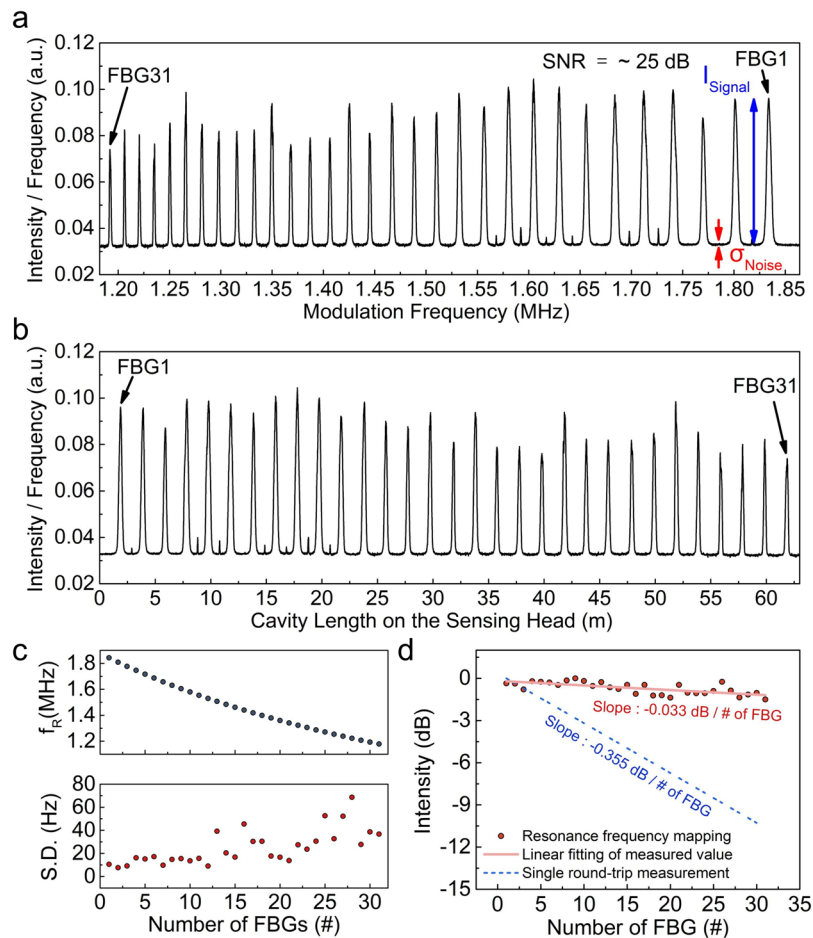 a
Intensity / Frequency (a.u.)
0.12
0.10
0.08
0.06
0.04
0.02
FBG31
SNR = ~ 25 dB
FBG1
I Signal
σ Noise
1.20 1.25 1.30 1.35 1.40 1.45 1.50 1.55 1.60 1.65 1.70 1.75 1.80 1.85
Modulation Frequency (MHz)
b
Intensity / Frequency (a.u.)
0.12
0.10
0.08
0.06
0.04
0.02
FBG1
FBG31
0 5 10 15 20 25 30 35 40 45 50 55 60
Cavity Length on the Sensing Head (m)
c
f R (MHz)
1.8
1.6
1.4
1.2
S.D. (Hz)
80
60
40
20
0
0 10 20 30
Number of FBGs (#)
d
Intensity (dB)
0
-3
-6
-9
-12
-15
Slope : -0.033 dB / # of FBG
Slope : -0.355 dB / # of FBG
Resonance frequency mapping
Linear fitting of measured value
Single round-trip measurement
0 5 10 15 20 25 30 35
Number of FBG (#)